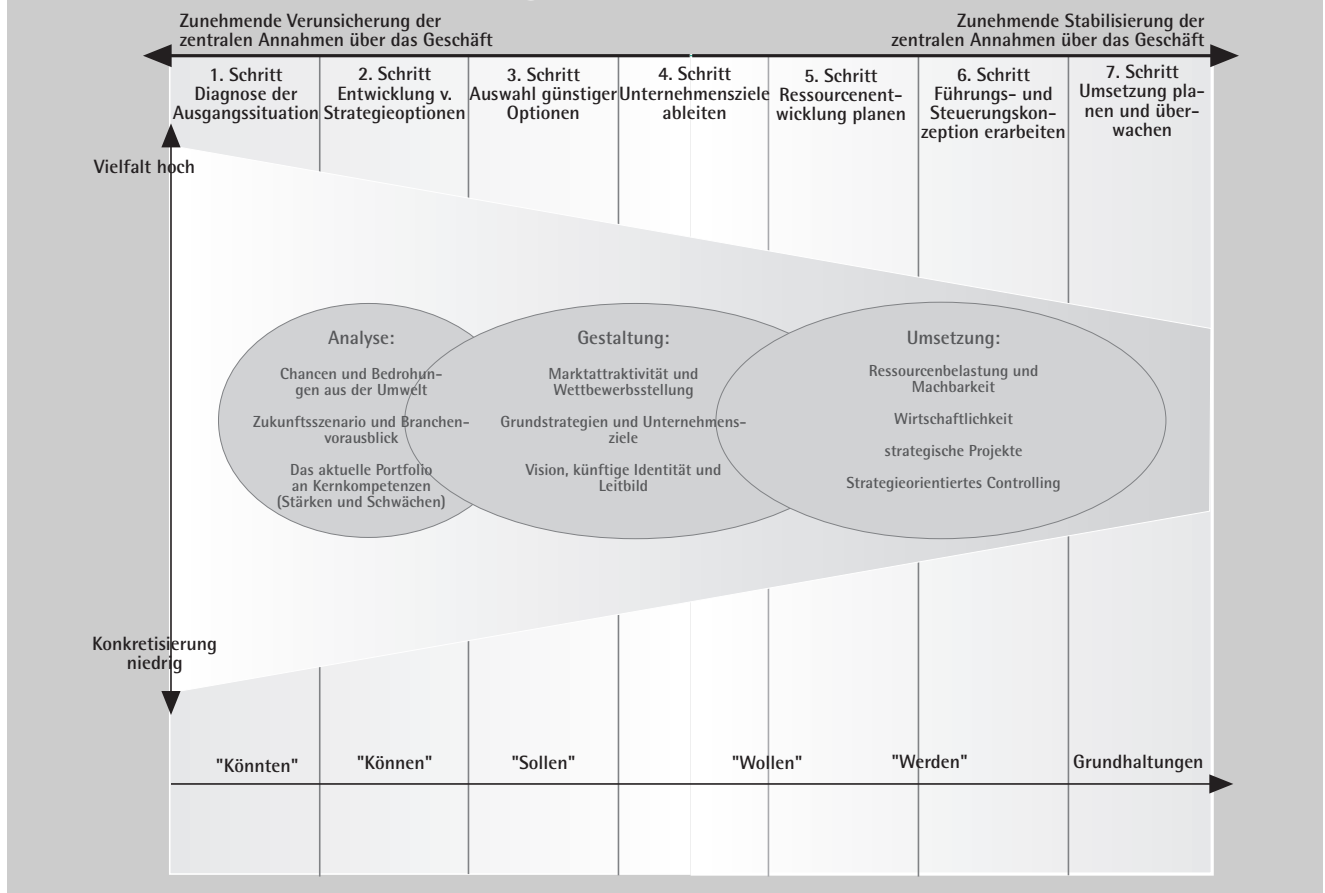 Zunehmende Verunsicherung der
zentralen Annahmen über das Geschäft
Zunehmende Stabilisierung der
zentralen Annahmen über das Geschäft
1. Schritt
Diagnose der
Ausgangssituation
2. Schritt
Entwicklung v.
Strategieoptionen
3. Schritt
Auswahl günstiger
Optionen
4. Schritt
Unternehmensziele
ableiten
5. Schritt
Ressourcenent-
wicklung planen
6. Schritt
Führungs- und
Steuerungskon-
zeption erarbeiten
7. Schritt
Umsetzung pla-
nen und über-
wachen
Vielfalt hoch
Analyse:
Chancen und Bedrohun-
gen aus der Umwelt
Zukunftsszenario und Branchen-
vorausblick
Das aktuelle Portfolio
an Kernkompetenzen
(Stärken und Schwächen)
Gestaltung:
Marktattraktivität und
Wettbewerbsstellung
Grundstrategien und Unternehmens-
ziele
Vision, künftige Identität und
Leitbild
Umsetzung:
Ressourcenbelastung und
Machbarkeit
Wirtschaftlichkeit
strategische Projekte
Strategieorientiertes Controlling
Konkretisierung
niedrig
"Könnten"
"Können"
"Sollen"
"Wollen"
"Werden"
Grundhaltungen